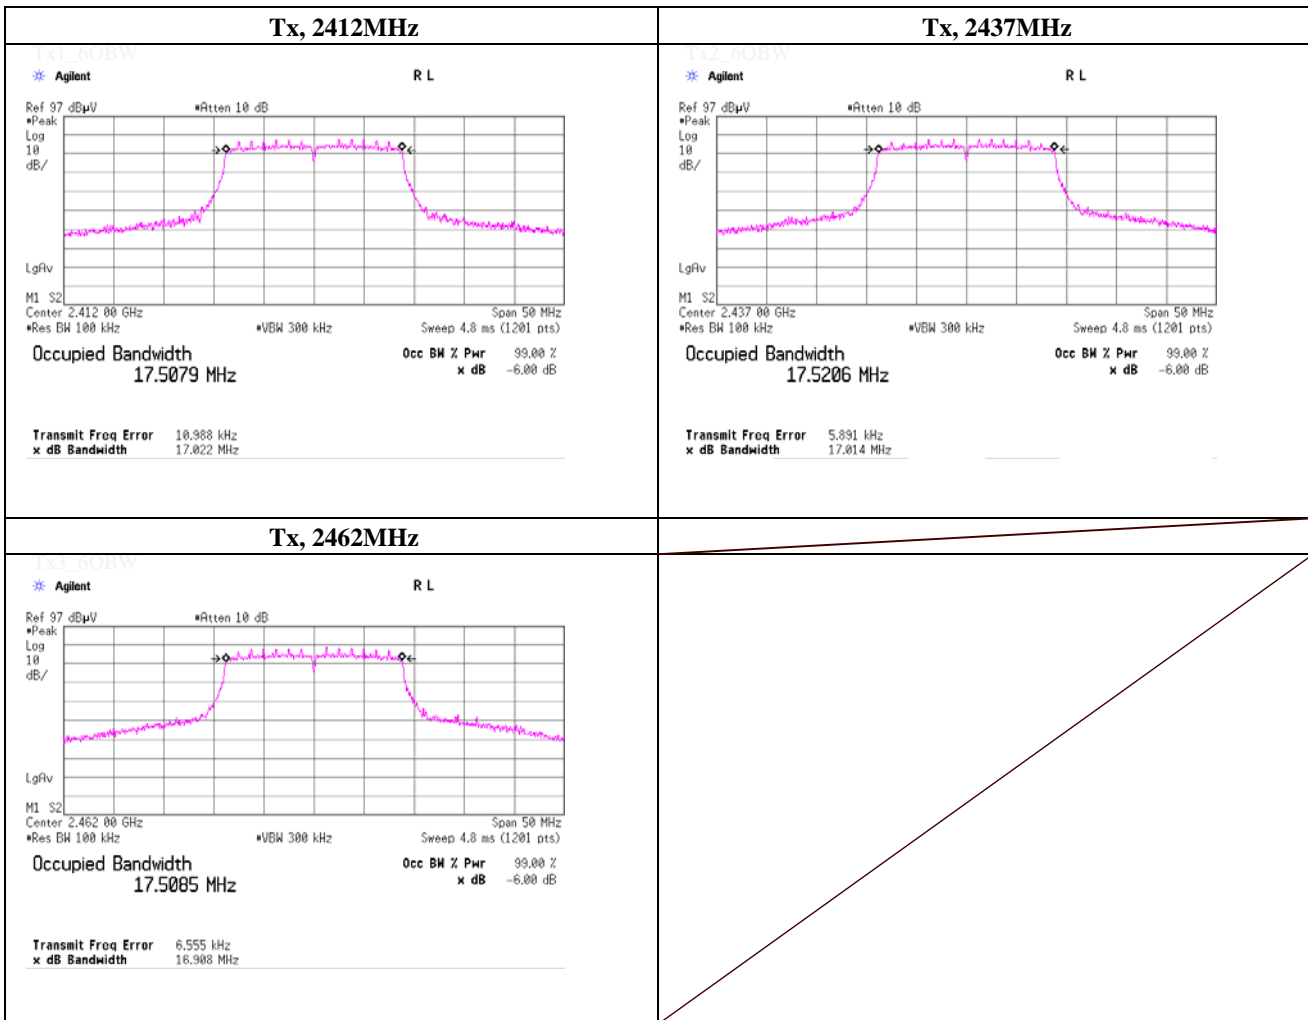 Tx, 2412MHz
Tx1_6OBW
Agilent
R L
Ref 97 dBµV
#Atten 10 dB
#Peak
Log
10
dB/
LgAv
M1 S2
Center 2.412 00 GHz
Span 50 MHz
#Res BW 100 kHz
#VBW 300 kHz
Sweep 4.8 ms (1201 pts)
Occupied Bandwidth
17.5079 MHz
Occ BW % Pwr 99.00 %
x dB -6.00 dB
Transmit Freq Error 10.988 kHz
x dB Bandwidth 17.022 MHz
Tx, 2437MHz
Tx2_6OBW
Agilent
R L
Ref 97 dBµV
#Atten 10 dB
#Peak
Log
10
dB/
LgAv
M1 S2
Center 2.437 00 GHz
Span 50 MHz
#Res BW 100 kHz
#VBW 300 kHz
Sweep 4.8 ms (1201 pts)
Occupied Bandwidth
17.5206 MHz
Occ BW % Pwr 99.00 %
x dB -6.00 dB
Transmit Freq Error 5.891 kHz
x dB Bandwidth 17.014 MHz
Tx, 2462MHz
Tx3_6OBW
Agilent
R L
Ref 97 dBµV
#Atten 10 dB
#Peak
Log
10
dB/
LgAv
M1 S2
Center 2.462 00 GHz
Span 50 MHz
#Res BW 100 kHz
#VBW 300 kHz
Sweep 4.8 ms (1201 pts)
Occupied Bandwidth
17.5085 MHz
Occ BW % Pwr 99.00 %
x dB -6.00 dB
Transmit Freq Error 6.555 kHz
x dB Bandwidth 16.908 MHz